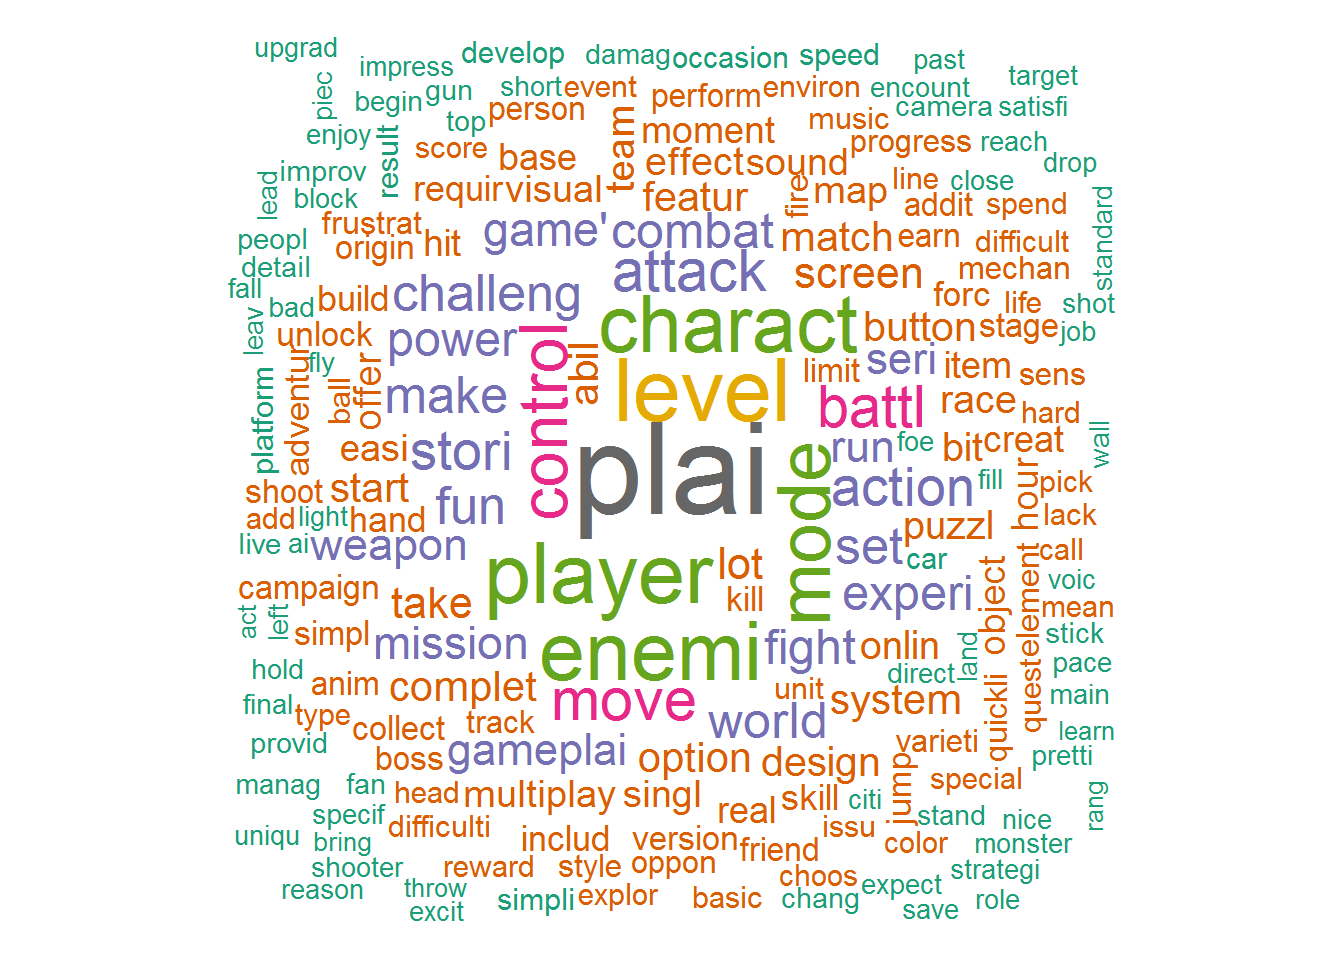 upgrad
impress
develop
damag
occasion
speed
past
target
piec
begin
gun
short
event
perform
environ
encount
camera
satisfi
enjoy
result
top
person
team
moment
music
progress
reach
drop
improv
score
base
effect
sound
lead
block
requir
visual
featur
fire
map
line
close
addit
spend
standard
peopl
frustrat
origin
hit
game'
combat
match
earn
difficult
detail
fall
bad
build
challeng
attack
screen
mechan
forc
life
shot
leav
unlock
power
control
charact
button
stage
job
fly
adventur
ball
offer
make
abil
level
limit
seri
item
sens
platform
battl
race
hard
wall
easi
stori
plai
mode
run
foe
bit
creat
shoot
start
fun
action
fill
hour
pick
add
light
hand
puzzl
lack
live
ai
weapon
set
car
call
campaign
take
player
lot
kill
experi
object
element
voic
mean
act
left
simpl
mission
enemi
fight
onlin
land
stick
hold
anim
complet
unit
direct
system
quickli
quest
pace
main
final
type
collect
track
move
world
learn
provid
boss
gameplai
option
design
varieti
pretti
manag
fan
head
multiplay
singl
real
skill
citi
jump
special
rang
specif
uniqu
bring
difficulti
includ
version
friend
issu
color
stand
nice
monster
shooter
reward
style
oppon
choos
expect
strategi
reason
throw
excit
simpli
explor
basic
chang
save
role